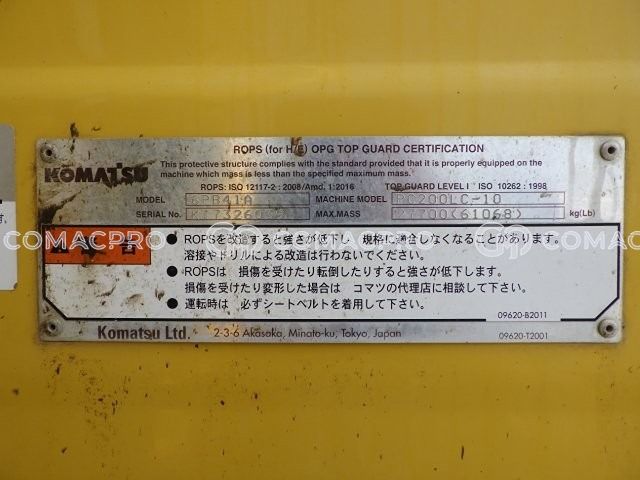 ROPS (for H/E) OPG TOP GUARD CERTIFICATION
KOMATSU
This protective structure complies with the standard provided that it is properly equipped on the machine which mass is less than the specified maximum mass.
ROPS: ISO 12117-2 : 2008/Amd. 1:2016 TOP GUARD LEVEL I : ISO 10262 : 1998
MODEL MACHINE MODEL PC200LC-10
SERIAL No. MAX.MASS 27700(61068) kg(Lb)
COMACPRO COMACPRO COMACPRO
● ROPSを改造すると強さが低下し 規格に適合しなくなることがあります。
溶接やドリルによる改造は行わないでください。
● ROPSは 損傷を受けたり転倒したりすると強さが低下します。
損傷を受けたり変形した場合は コマツの代理店に相談して下さい。
● 運転時は 必ずシートベルトを着用して下さい。
09620-B2011
Komatsu Ltd. 2-3-6 Akasaka, Minato-ku, Tokyo, Japan
09620-T2001